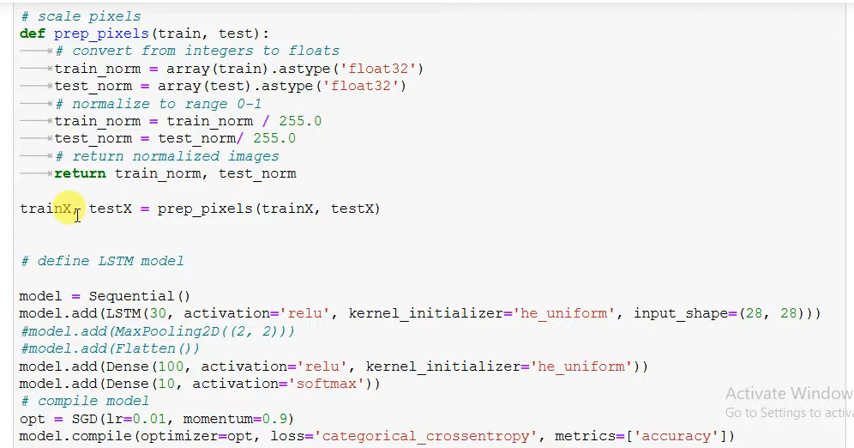 # scale pixels
def prep_pixels(train, test):
# convert from integers to floats
train_norm = array(train).astype('float32')
test_norm = array(test).astype('float32')
# normalize to range 0-1
train_norm = train_norm / 255.0
test_norm = test_norm/ 255.0
# return normalized images
return train_norm, test_norm
trainX, testX = prep_pixels(trainX, testX)
# define LSTM model
model = Sequential()
model.add(LSTM(30, activation='relu', kernel_initializer='he_uniform', input_shape=(28, 28)))
#model.add(MaxPooling2D((2, 2)))
#model.add(Flatten())
model.add(Dense(100, activation='relu', kernel_initializer='he_uniform'))
model.add(Dense(10, activation='softmax'))
# compile model
opt = SGD(lr=0.01, momentum=0.9)
model.compile(optimizer=opt, loss='categorical_crossentropy', metrics=['accuracy'])
Activate Window
Go to Settings to activa